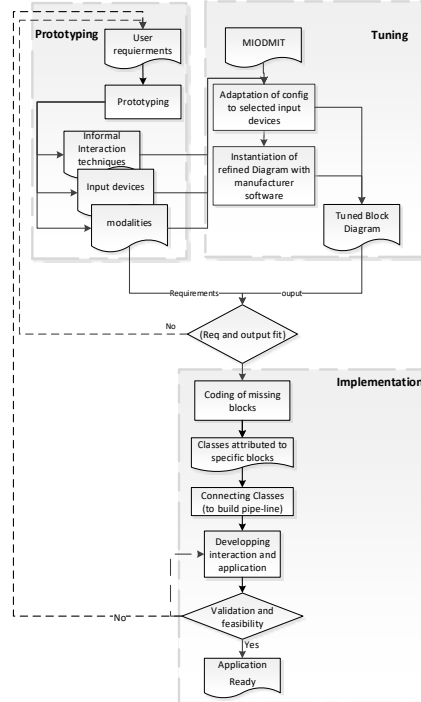 Prototyping
User
requierments
Prototyping
Informal
Interaction
techniques
Input devices
modalities
Tuning
MIODMIT
Adaptation of config
to selected input
devices
Instantiation of
refined Diagram with
manufacturer
software
Tuned Block
Diagram
Requirements
ouput
No
(Req and output fit)
Implementation
Coding of missing
blocks
Classes attributed to
specific blocks
Connecting Classes
(to build pipe-line)
Developping
interaction and
application
No
Validation and
feasibility
Yes
Application
Ready